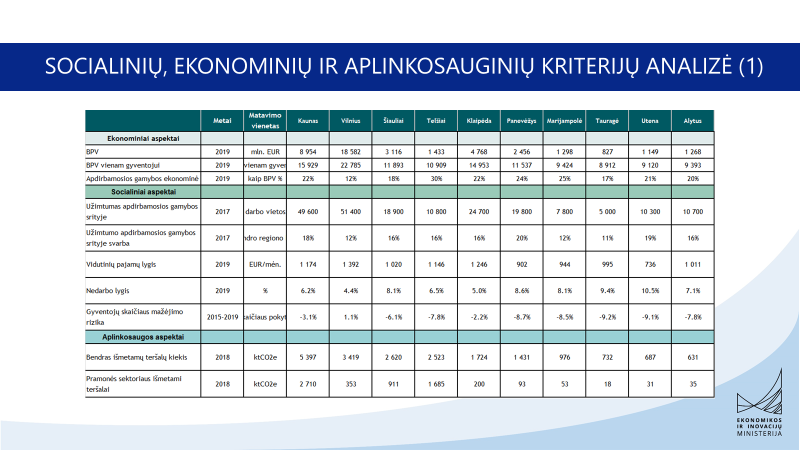 SOCIALINIŲ, EKONOMINIŲ IR APLINKOSAUGINIŲ KRITERIJŲ ANALIZĖ (1)
Metai Matavimo vienetas Kaunas Vilnius Šiauliai Telšiai Klaipėda Panevėžys Marijampolė Tauragė Utena Alytus
Ekonominiai aspektai
BPV 2019 mln. EUR 8 954 18 582 3 116 1 433 4 768 2 456 1 298 827 1 149 1 268
BPV vienam gyventojui 2019 vienam gyver 15 929 22 785 11 893 10 909 14 953 11 537 9 424 8 912 9 120 9 393
Apdirbamosios gamybos ekonominė 2019 kaip BPV % 22% 12% 18% 30% 22% 24% 25% 17% 21% 20%
Socialiniai aspektai
Užimtumas apdirbamosios gamybos srityje 2017 darbo vietos 49 600 51 400 18 900 10 800 24 700 19 800 7 800 5 000 10 300 10 700
Užimtumo apdirbamosios gamybos srityje svarba 2017 ndro regiono 18% 12% 16% 16% 16% 20% 12% 11% 19% 16%
Vidutinių pajamų lygis 2019 EUR/mėn. 1 174 1 392 1 020 1 146 1 246 902 944 995 736 1 011
Nedarbo lygis 2019 % 6.2% 4.4% 8.1% 6.5% 5.0% 8.6% 8.1% 9.4% 10.5% 7.1%
Gyventojų skaičiaus mažėjimo rizika 2015-2019 kaičiaus pokyt -3.1% 1.1% -6.1% -7.8% -2.2% -8.7% -8.5% -9.2% -9.1% -7.8%
Aplinkosaugos aspektai
Bendras išmetamų teršalų kiekis 2018 ktCO2e 5 397 3 419 2 620 2 523 1 724 1 431 976 732 687 631
Pramonės sektoriaus išmetami teršalai 2018 ktCO2e 2 710 353 911 1 685 200 93 53 18 31 35
EKONOMIKOS
IR INOVACIJŲ
MINISTERIJA